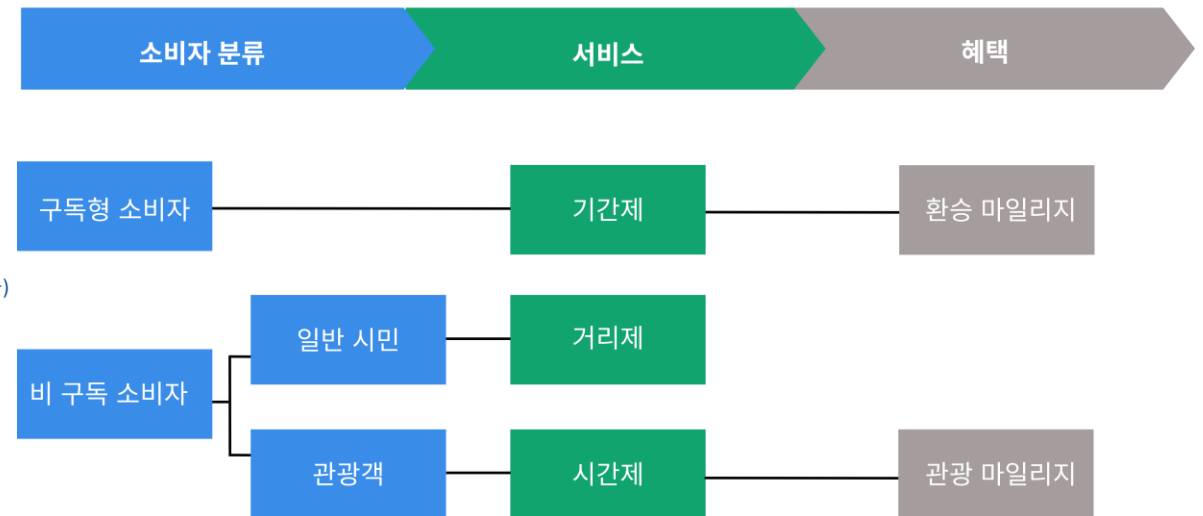 소비자 분류
서비스
혜택
구독형 소비자
기간제
환승 마일리지
)
일반 시민
거리제
비 구독 소비자
관광객
시간제
관광 마일리지